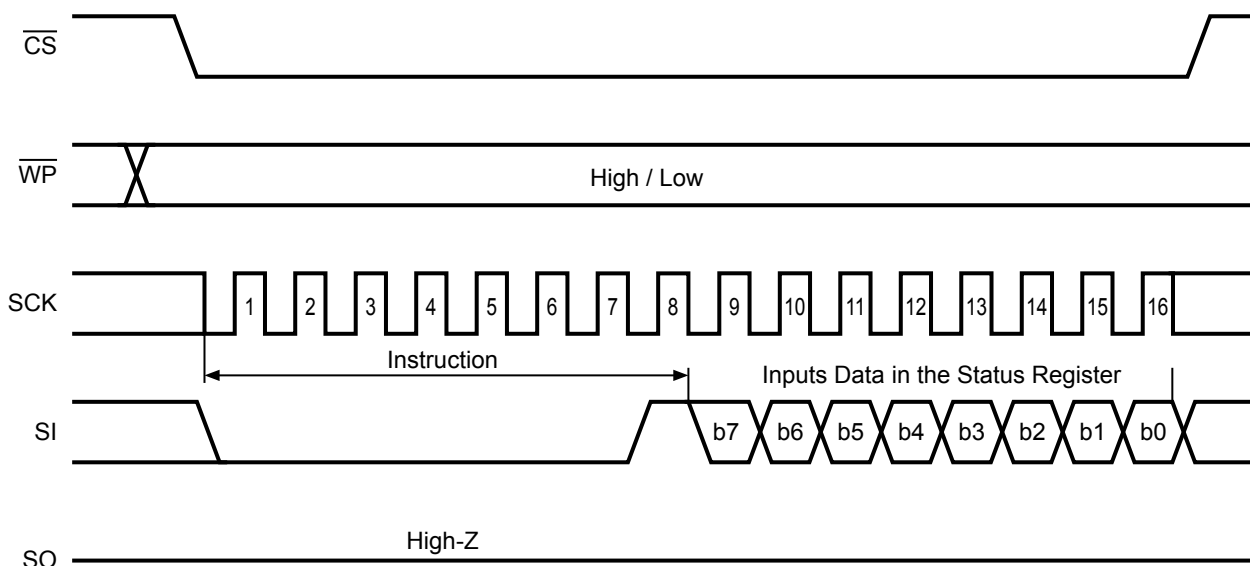 CS
WP
High / Low
SCK
1 2 3 4 5 6 7 8 9 10 11 12 13 14 15 16
Instruction
Inputs Data in the Status Register
SI
b7 b6 b5 b4 b3 b2 b1 b0
High-Z
SO